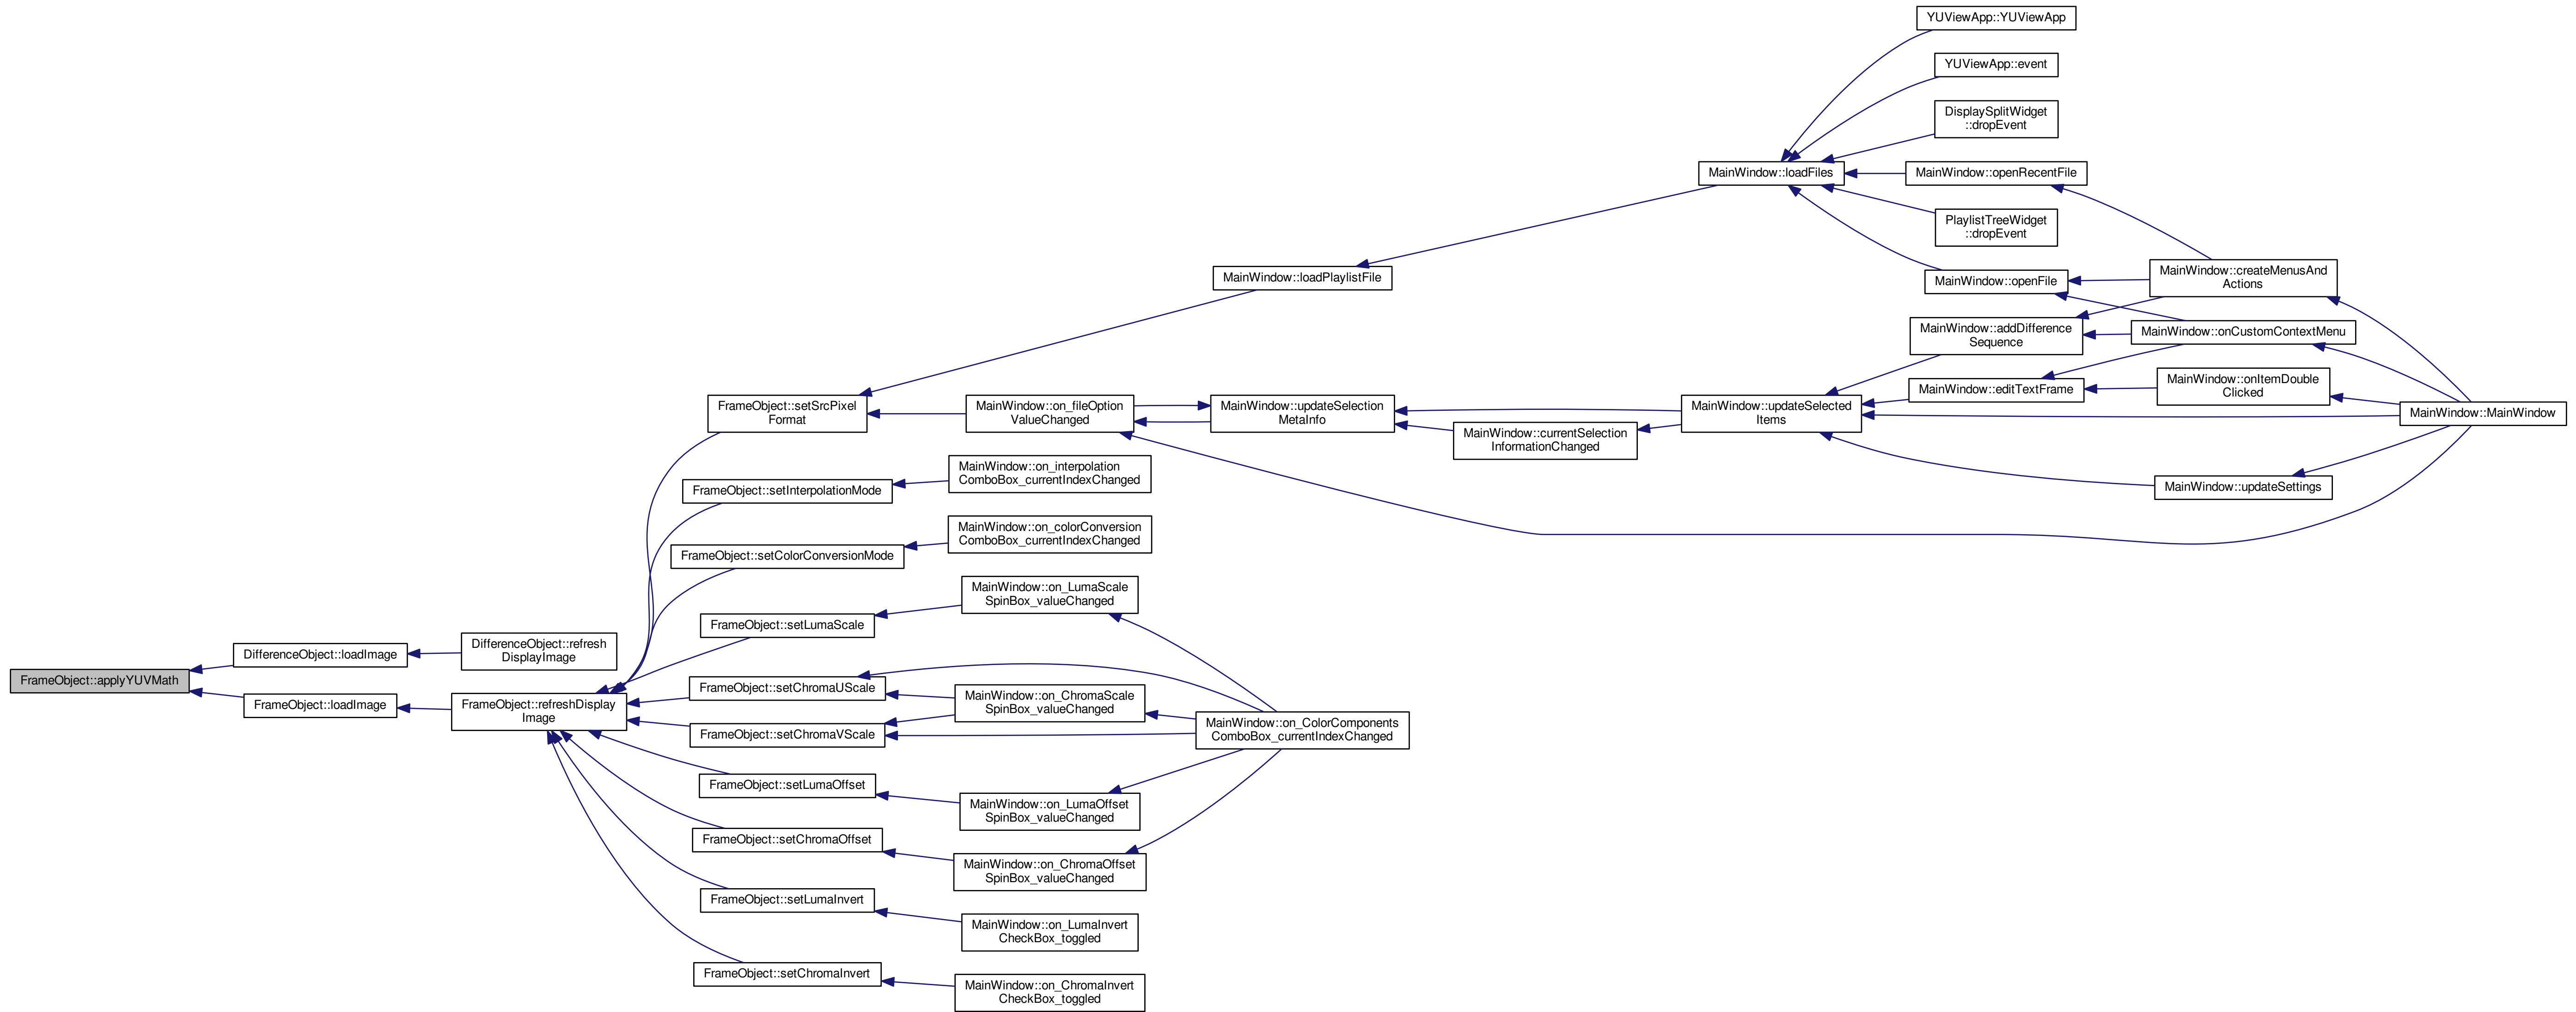 YUViewApp::YUViewApp
YUViewApp::event
DisplaySplitWidget
::dropEvent
MainWindow::loadFiles
MainWindow::openRecentFile
PlaylistTreeWidget
::dropEvent
MainWindow::loadPlaylistFile
MainWindow::openFile
MainWindow::createMenusAnd
Actions
MainWindow::addDifference
Sequence
MainWindow::onCustomContextMenu
MainWindow::editTextFrame
MainWindow::onItemDouble
Clicked
FrameObject::setSrcPixel
Format
MainWindow::on_fileOption
ValueChanged
MainWindow::updateSelection
MetaInfo
MainWindow::currentSelection
InformationChanged
MainWindow::updateSelected
Items
MainWindow::MainWindow
MainWindow::updateSettings
FrameObject::setInterpolationMode
MainWindow::on_interpolation
ComboBox_currentIndexChanged
FrameObject::setColorConversionMode
MainWindow::on_colorConversion
ComboBox_currentIndexChanged
FrameObject::setLumaScale
MainWindow::on_LumaScale
SpinBox_valueChanged
FrameObject::applyYUVMath
DifferenceObject::loadImage
DifferenceObject::refresh
DisplayImage
FrameObject::loadImage
FrameObject::refreshDisplay
Image
FrameObject::setChromaUScale
MainWindow::on_ChromaScale
SpinBox_valueChanged
FrameObject::setChromaVScale
MainWindow::on_ColorComponents
ComboBox_currentIndexChanged
FrameObject::setLumaOffset
MainWindow::on_LumaOffset
SpinBox_valueChanged
FrameObject::setChromaOffset
MainWindow::on_ChromaOffset
SpinBox_valueChanged
FrameObject::setLumaInvert
MainWindow::on_LumaInvert
CheckBox_toggled
FrameObject::setChromaInvert
MainWindow::on_ChromaInvert
CheckBox_toggled